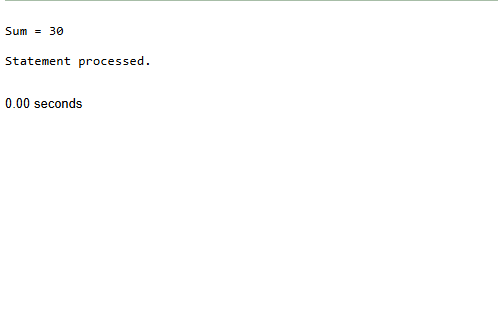 Sum = 30
Statement processed.
0.00 seconds